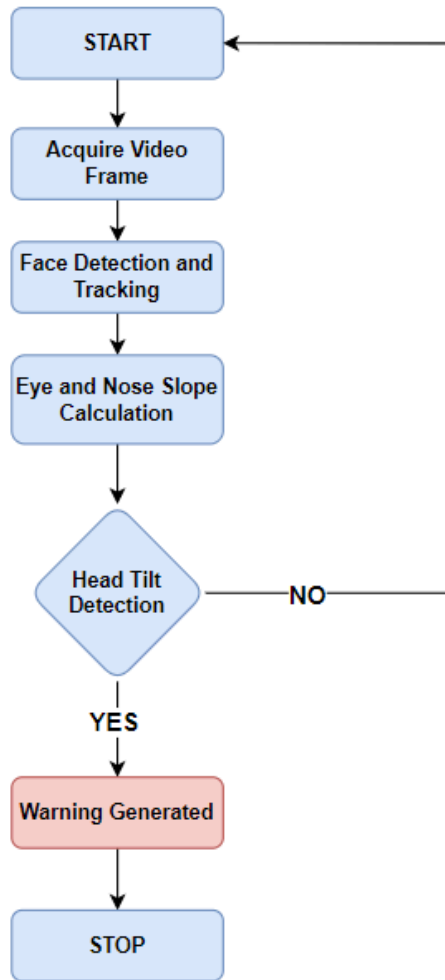 START
Acquire Video
Frame
Face Detection and
Tracking
Eye and Nose Slope
Calculation
Head Tilt
Detection
NO
YES
Warning Generated
STOP